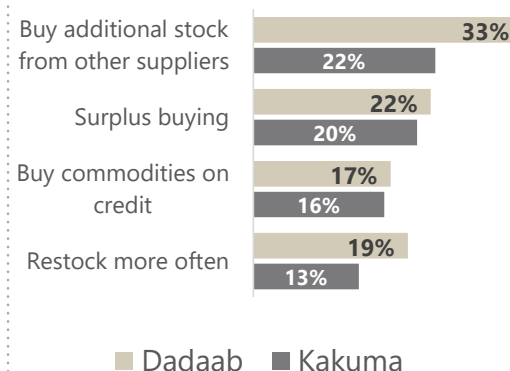 Buy additional stock
from other suppliers
33%
22%
Surplus buying
22%
20%
Buy commodities on
credit
17%
16%
Restock more often
19%
13%
Dadaab Kakuma